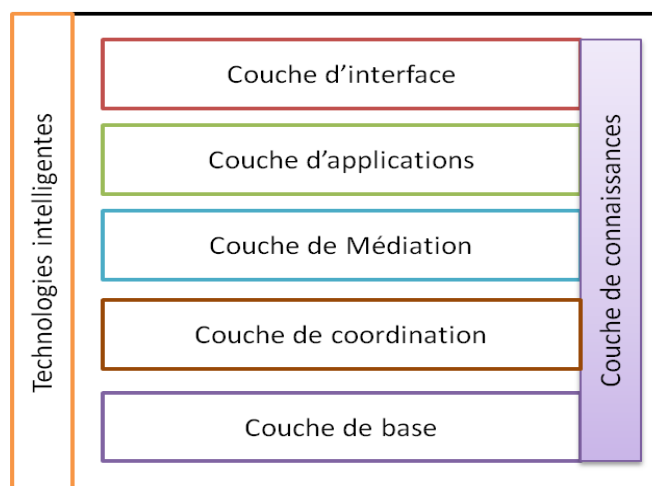 Technologies intelligentes
Couche d'interface
Couche d'applications
Couche de Médiation
Couche de coordination
Couche de base
Couche de connaissances